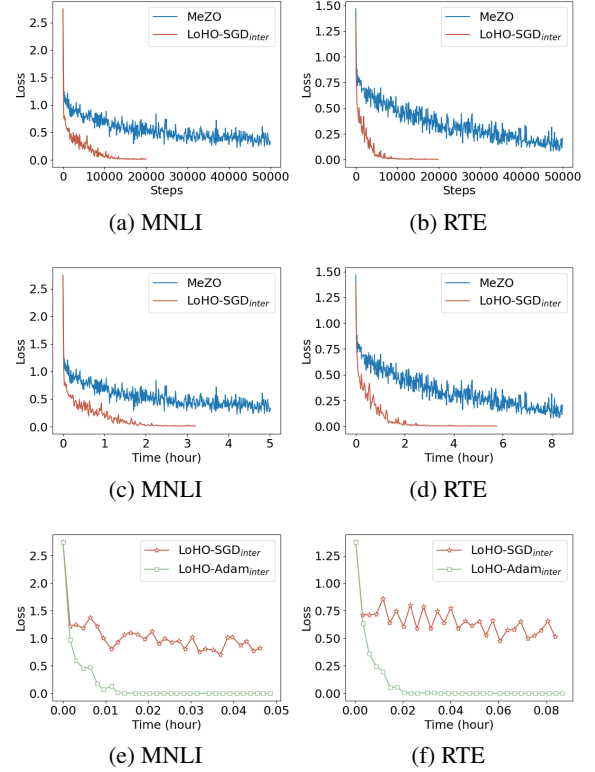 MeZO
LoHO-SGDinter
2.5
2.0
1.5
1.0
0.5
0.0
Loss
0 10000 20000 30000 40000 50000
Steps
(a) MNLI
MeZO
LoHO-SGDinter
1.50
1.25
1.00
0.75
0.50
0.25
0.00
Loss
0 10000 20000 30000 40000 50000
Steps
(b) RTE
MeZO
LoHO-SGDinter
2.5
2.0
1.5
1.0
0.5
0.0
Loss
0 1 2 3 4 5
Time (hour)
(c) MNLI
MeZO
LoHO-SGDinter
1.50
1.25
1.00
0.75
0.50
0.25
0.00
Loss
0 2 4 6 8
Time (hour)
(d) RTE
LoHO-SGDinter
LoHO-Adaminter
2.5
2.0
1.5
1.0
0.5
0.0
Loss
0.00 0.01 0.02 0.03 0.04 0.05
Time (hour)
(e) MNLI
LoHO-SGDinter
LoHO-Adaminter
1.25
1.00
0.75
0.50
0.25
0.00
Loss
0.00 0.02 0.04 0.06 0.08
Time (hour)
(f) RTE